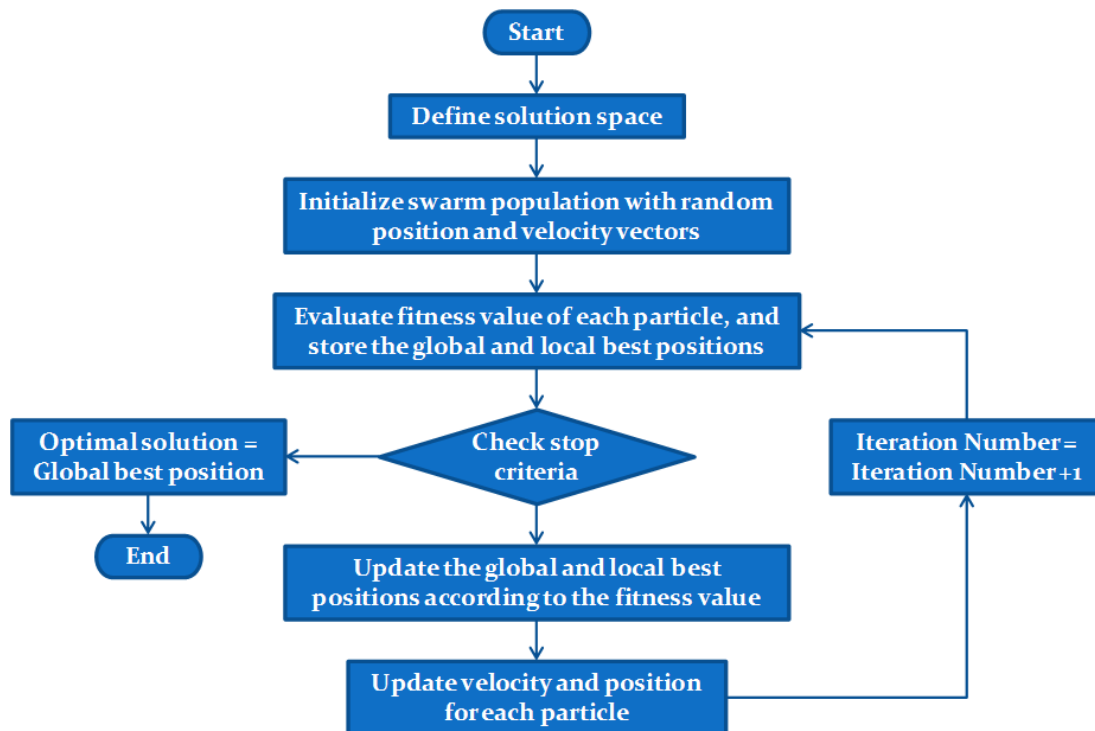 Start
Define solution space
Initialize swarm population with random
position and velocity vectors
Evaluate fitness value of each particle, and
store the global and local best positions
Check stop
criteria
Optimal solution =
Global best position
End
Iteration Number=
Iteration Number +1
Update the global and local best
positions according to the fitness value
Update velocity and position
for each particle